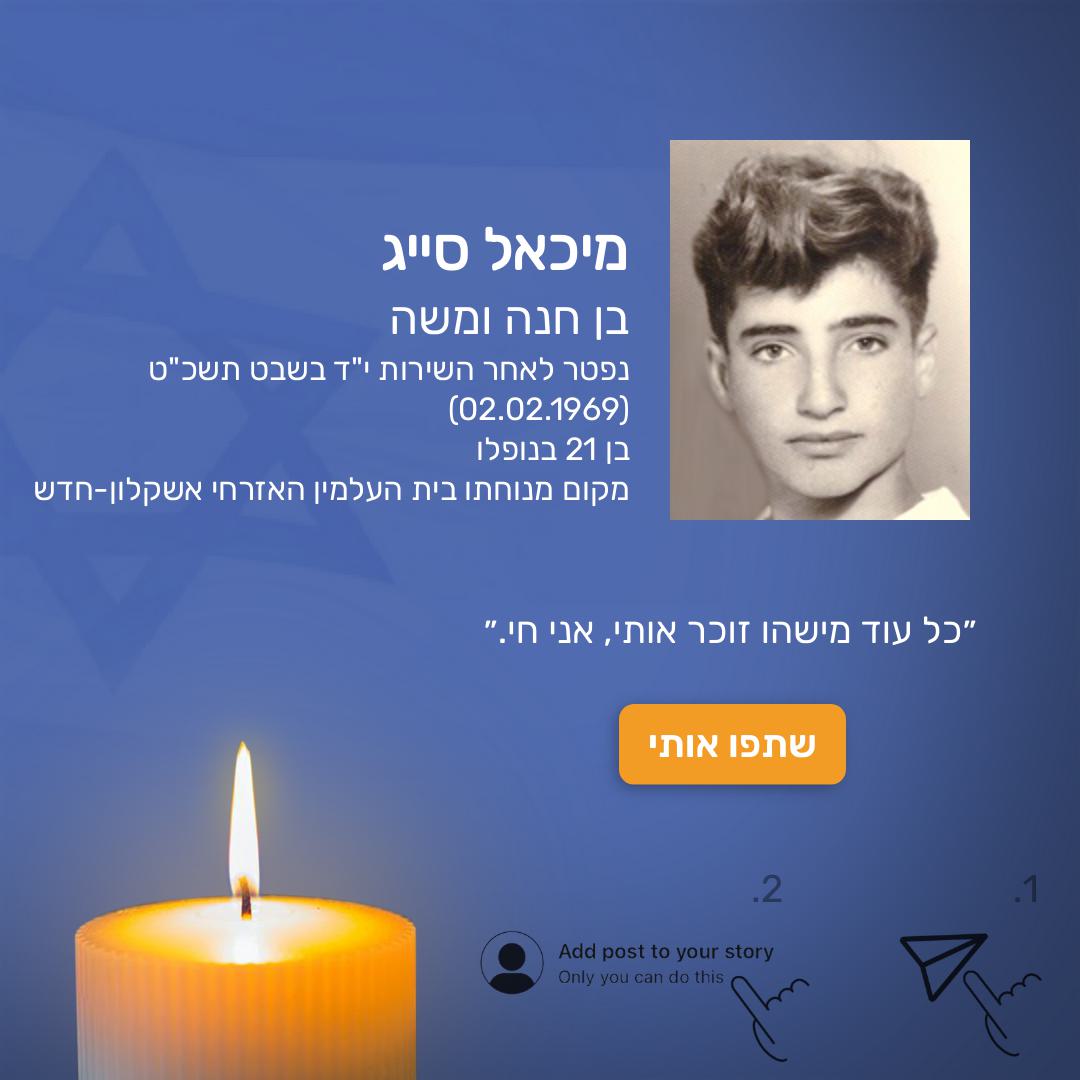 מיכאל סייג
בן חנה ומשה
נפטר לאחר השירות י"ד בשבט תשכ"ט
(02.02.1969)
בן 21 בנופלו
מקום מנוחתו בית העלמין האזרחי אשקלון-חדש
״כל עוד מישהו זוכר אותי, אני חי.״
שתפו אותי
.1
.2
Add post to your story
Only you can do this